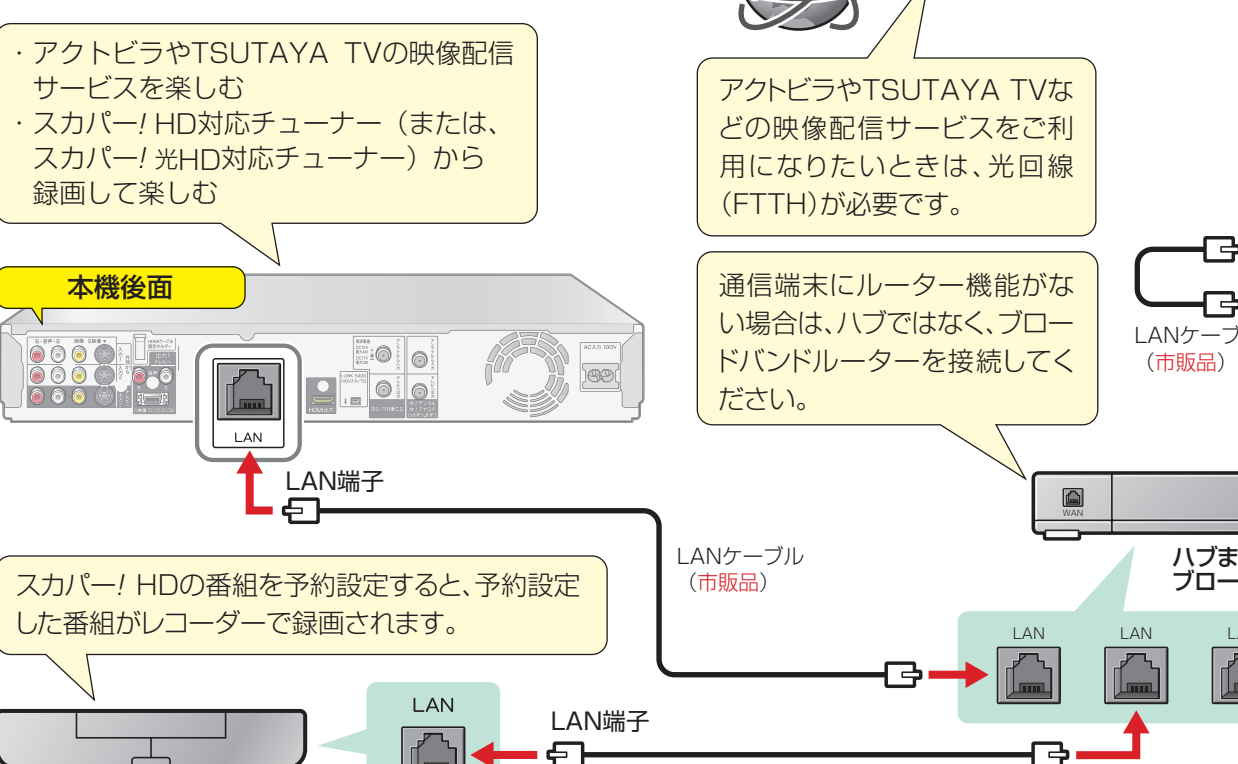 ・アクトビラやTSUTAYA TVの映像配信
サービスを楽しむ
・スカパー! HD対応チューナー（または、
スカパー! 光HD対応チューナー）から
録画して楽しむ
アクトビラやTSUTAYA TVな
どの映像配信サービスをご利
用になりたいときは、光回線
(FTTH)が必要です。
本機後面
通信端末にルーター機能がな
い場合は、ハブではなく、ブロー
ドバンドルーターを接続してく
ださい。
LANケーブ
（市販品）
AC入力 100V
HDMI出力
LAN
LAN端子
WAN
LANケーブル
（市販品）
ハブま
ブロー
スカパー! HDの番組を予約設定すると、予約設定
した番組がレコーダーで録画されます。
LAN
LAN
LAN
LAN端子